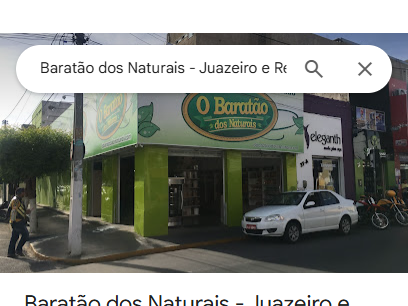 Baratão dos Naturais - Juazeiro e Re
O Baratão
dos Naturais
eleganth
Baratão dos Naturais - Juazeiro e